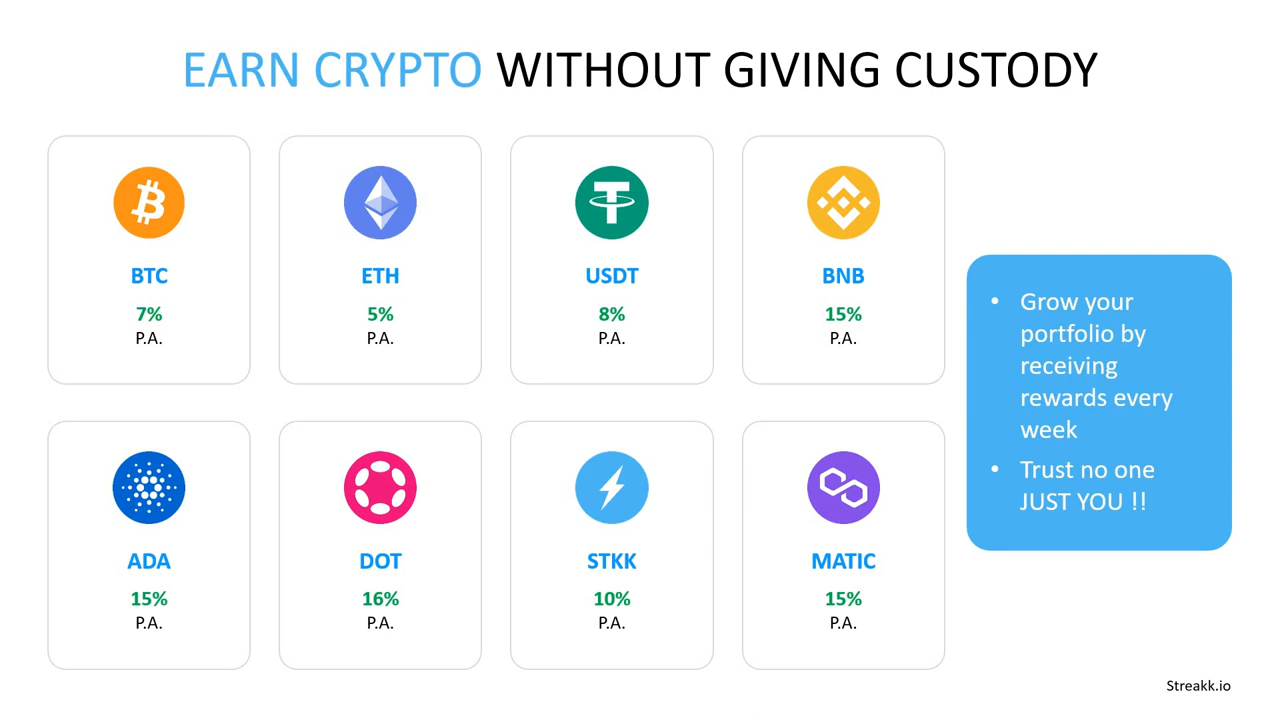 EARN CRYPTO WITHOUT GIVING CUSTODY
BTC
7%
P.A.
ETH
5%
P.A.
USDT
8%
P.A.
BNB
15%
P.A.
ADA
15%
P.A.
DOT
16%
P.A.
STKK
10%
P.A.
MATIC
15%
P.A.
• Grow your
portfolio by
receiving
rewards every
week
• Trust no one
JUST YOU !!
Streakk.io